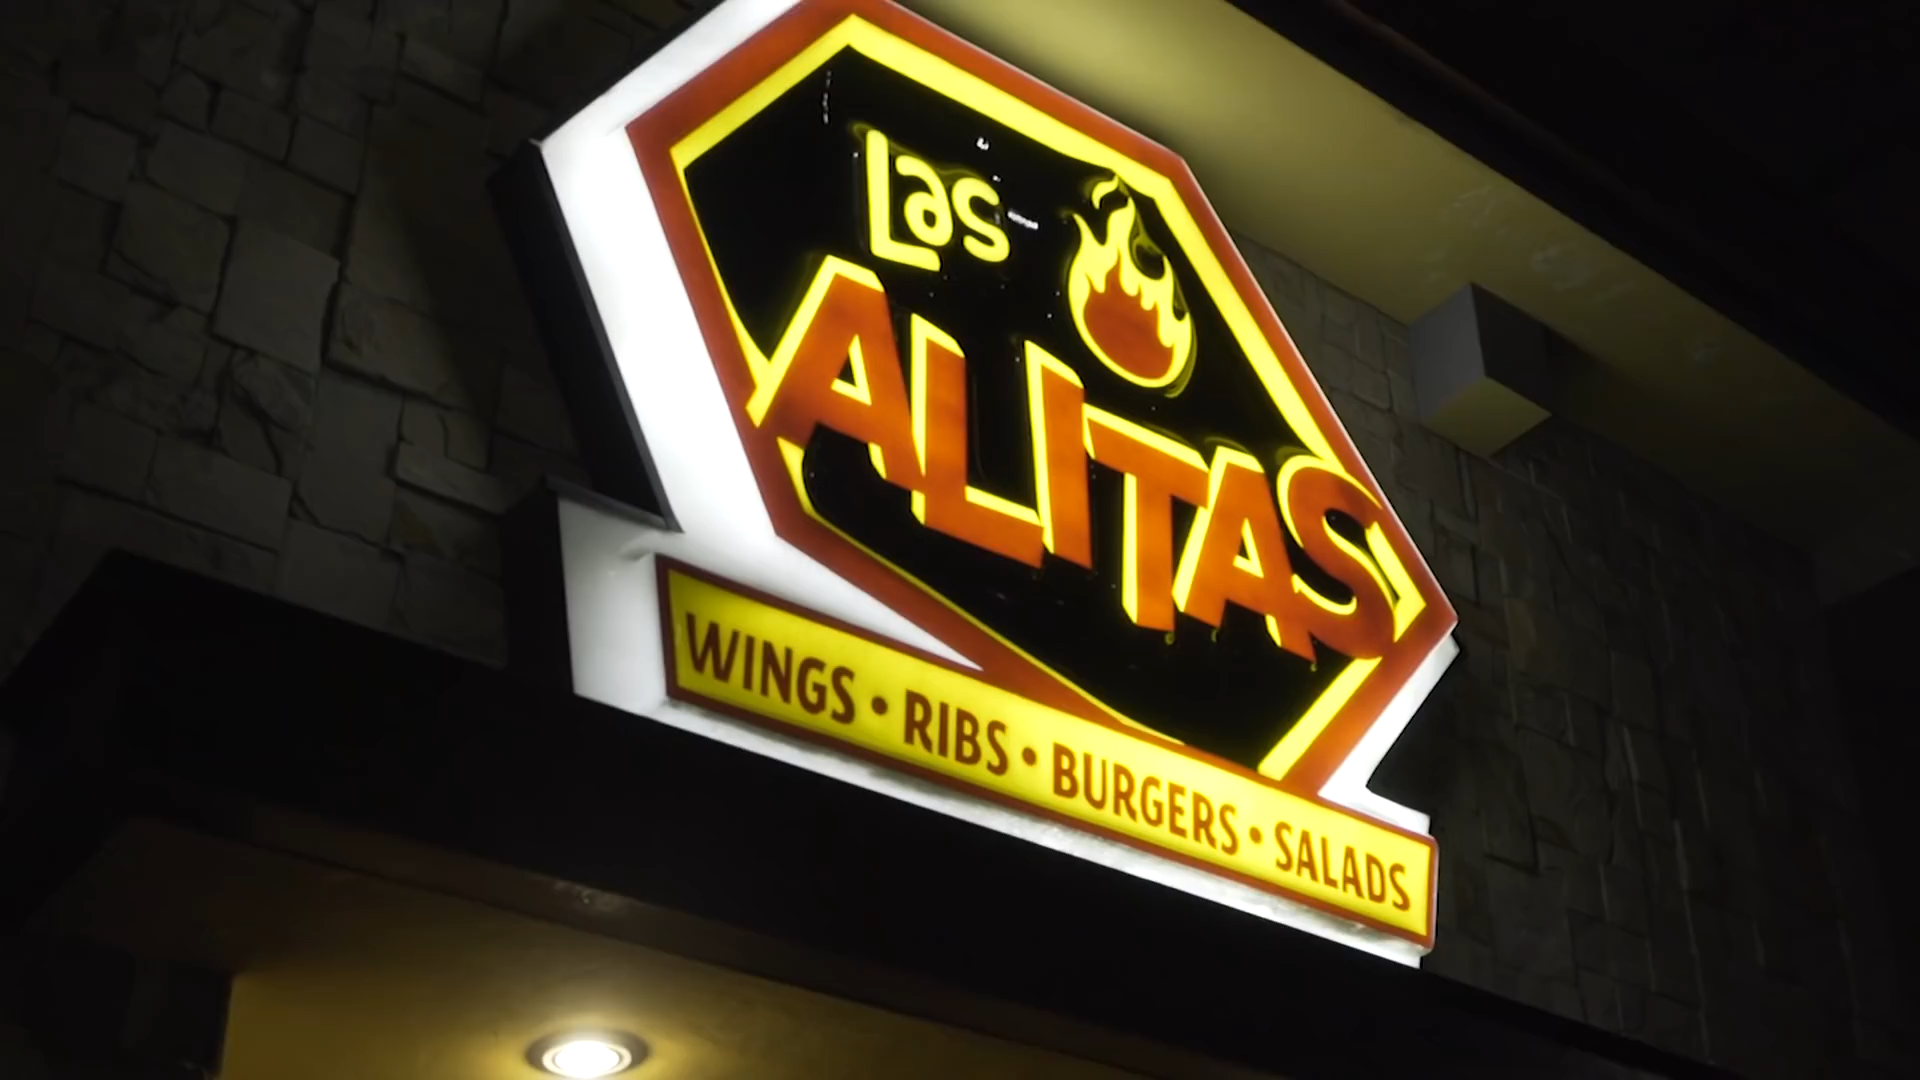 Las
ALITAS
WINGS • RIBS • BURGERS • SALADS